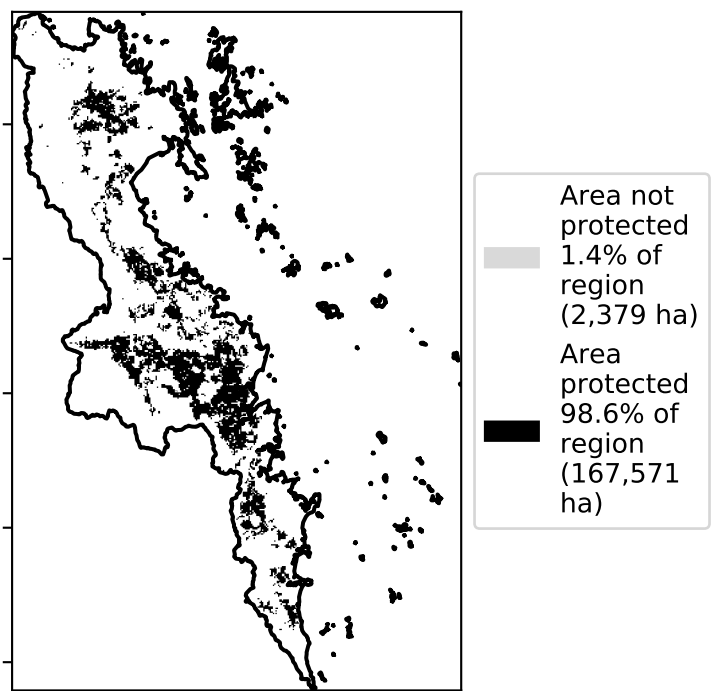 Area not
protected
1.4% of
region
(2,379 ha)
Area
protected
98.6% of
region
(167,571
ha)